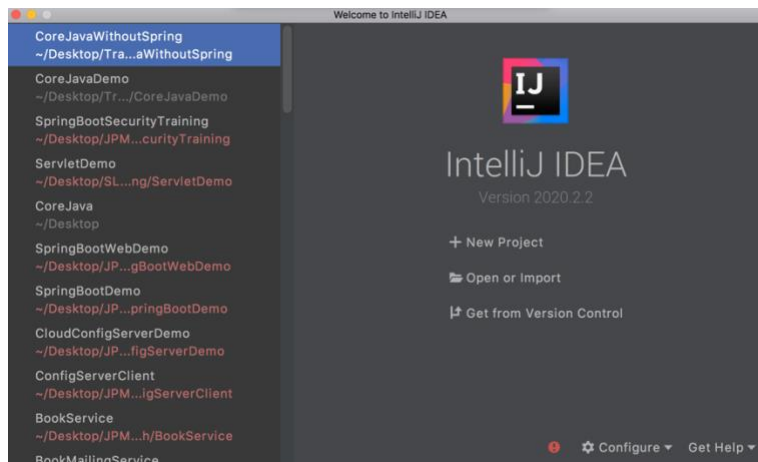 Welcome to IntelliJ IDEA
CoreJavaWithoutSpring
~/Desktop/Tra...aWithoutSpring
CoreJavaDemo
~/Desktop/Tr.../CoreJavaDemo
SpringBootSecurityTraining
~/Desktop/JPM...curityTraining
ServletDemo
~/Desktop/SL...ng/ServletDemo
CoreJava
~/Desktop
SpringBootWebDemo
~/Desktop/JP...gBootWebDemo
SpringBootDemo
~/Desktop/JP...pringBootDemo
CloudConfigServerDemo
~/Desktop/JP...figServerDemo
ConfigServerClient
~/Desktop/JPM...igServerClient
BookService
~/Desktop/JPM...h/BookService
BookMailingService
IJ
IntelliJ IDEA
Version 2020.2.2
+ New Project
Open or Import
Get from Version Control
Configure
Get Help